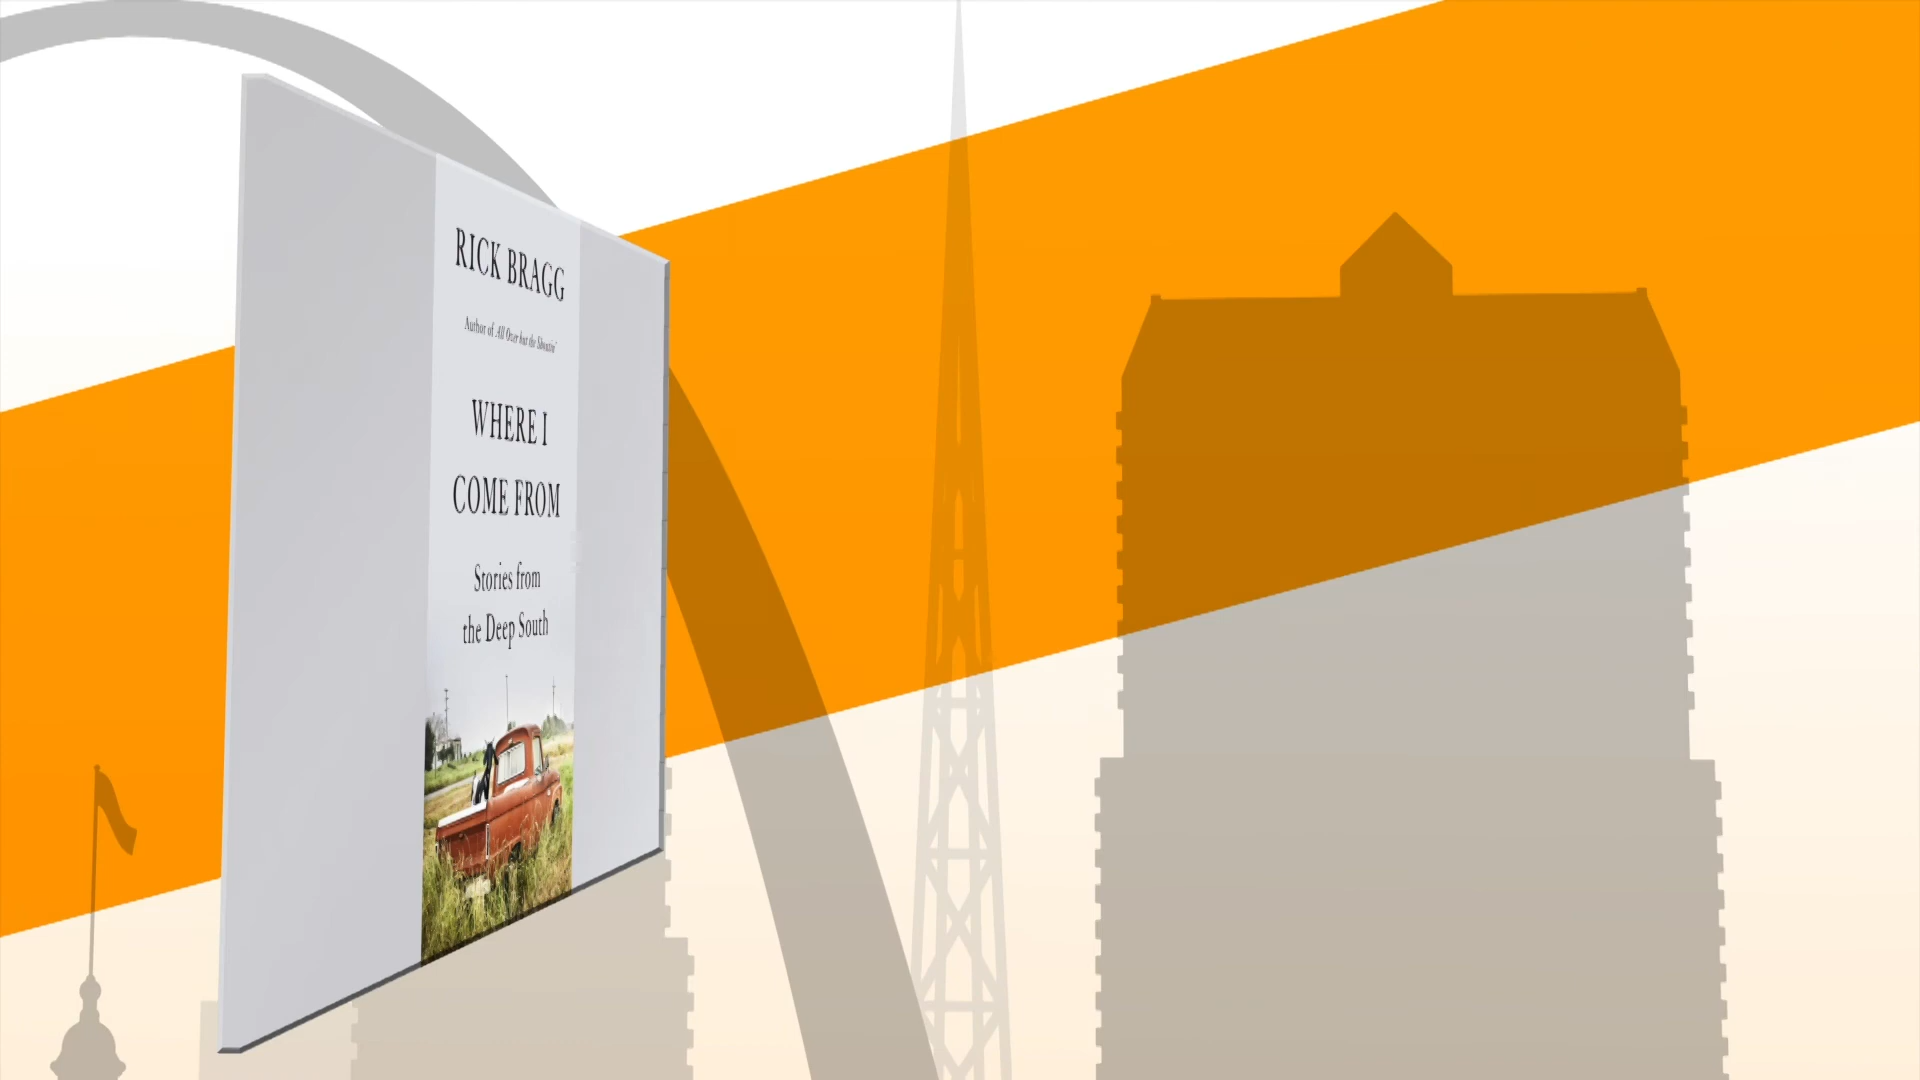 RICK BRAGG
Author of All Over but the Shoutin'
WHERE I
COME FROM
Stories from
the Deep South